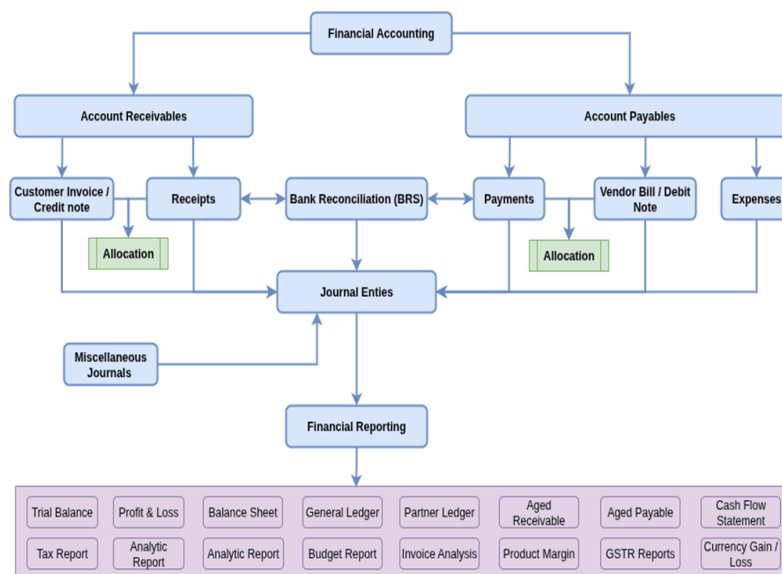 Financial Accounting
Account Receivables
Account Payables
Customer Invoice /
Credit note
Receipts
Bank Reconciliation (BRS)
Payments
Vendor Bill / Debit
Note
Expenses
Allocation
Allocation
Journal Enties
Miscellaneous
Journals
Financial Reporting
Trial Balance
Profit & Loss
Balance Sheet
General Ledger
Partner Ledger
Aged
Receivable
Aged Payable
Cash Flow
Statement
Tax Report
Analytic
Report
Analytic Report
Budget Report
Invoice Analysis
Product Margin
GSTR Reports
Currency Gain /
Loss